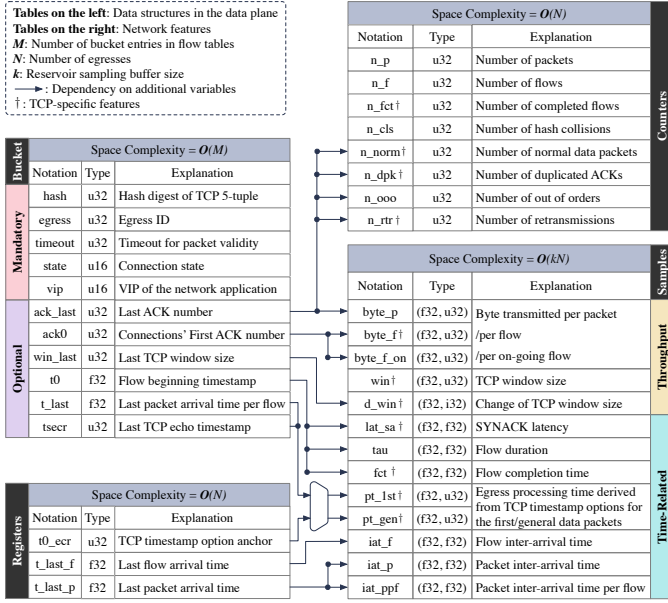 Tables on the left: Data structures in the data plane
Tables on the right: Network features
M: Number of bucket entries in flow tables
N: Number of egresses
k: Reservoir sampling buffer size
: Dependency on additional variables
† : TCP-specific features
Bucket
Space Complexity = O(M)
Notation Type Explanation
Mandatory
hash u32 Hash digest of TCP 5-tuple
egress u32 Egress ID
timeout u32 Timeout for packet validity
state u16 Connection state
vip u16 VIP of the network application
Optional
ack_last u32 Last ACK number
ack0 u32 Connections' First ACK number
win_last u32 Last TCP window size
t0 f32 Flow beginning timestamp
t_last f32 Last packet arrival time per flow
tsecr u32 Last TCP echo timestamp
Registers
Space Complexity = O(N)
Notation Type Explanation
t0_ecr u32 TCP timestamp option anchor
t_last_f f32 Last flow arrival time
t_last_p f32 Last packet arrival time
Space Complexity = O(N)
Counters
Notation Type Explanation
n_p u32 Number of packets
n_f u32 Number of flows
n_fct † u32 Number of completed flows
n_cls u32 Number of hash collisions
n_norm † u32 Number of normal data packets
n_dpk † u32 Number of duplicated ACKs
n_ooo u32 Number of out of orders
n_rtr † u32 Number of retransmissions
Space Complexity = O(kN)
Samples
Notation Type Explanation
Throughput
byte_p (f32, u32) Byte transmitted per packet
byte_f † (f32, u32) /per flow
byte_f_on (f32, u32) /per on-going flow
win † (f32, u32) TCP window size
d_win † (f32, i32) Change of TCP window size
Time-Related
lat_sa † (f32, f32) SYNACK latency
tau (f32, f32) Flow duration
fct † (f32, f32) Flow completion time
pt_1st † (f32, u32) Egress processing time derived
from TCP timestamp options for
pt_gen † (f32, u32) the first/general data packets
iat_f (f32, f32) Flow inter-arrival time
iat_p (f32, f32) Packet inter-arrival time
iat_ppf (f32, f32) Packet inter-arrival time per flow